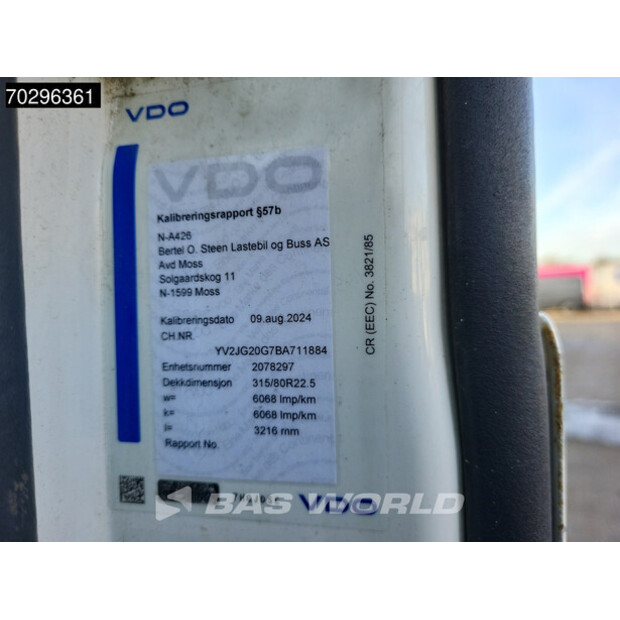 70296361
VDO
VDO
Kalibreringsrapport §57b
N-A426
Bertel O. Steen Lastebil og Buss AS
Avd Moss
Solgaardskog 11
N-1599 Moss
Kalibreringsdato 09.aug.2024
CH.NR.
YV2JG20G7BA711884
Enhetsnummer 2078297
Dekkdimensjon 315/80R22.5
w= 6068 Imp/km
k= 6068 Imp/km
l= 3216 mm
Rapport No.
CR (EEC) No. 3821/85
BAS WORLD
VDO